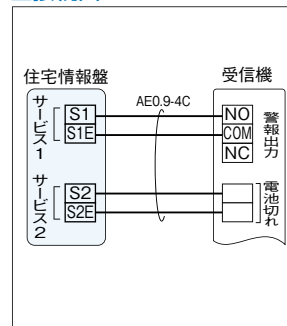 住宅情報盤
受信機
AE0.9-4C
サービス1
S1
S1E
NO
COM
NC
警報出力
サービス2
S2
S2E
電池切れ